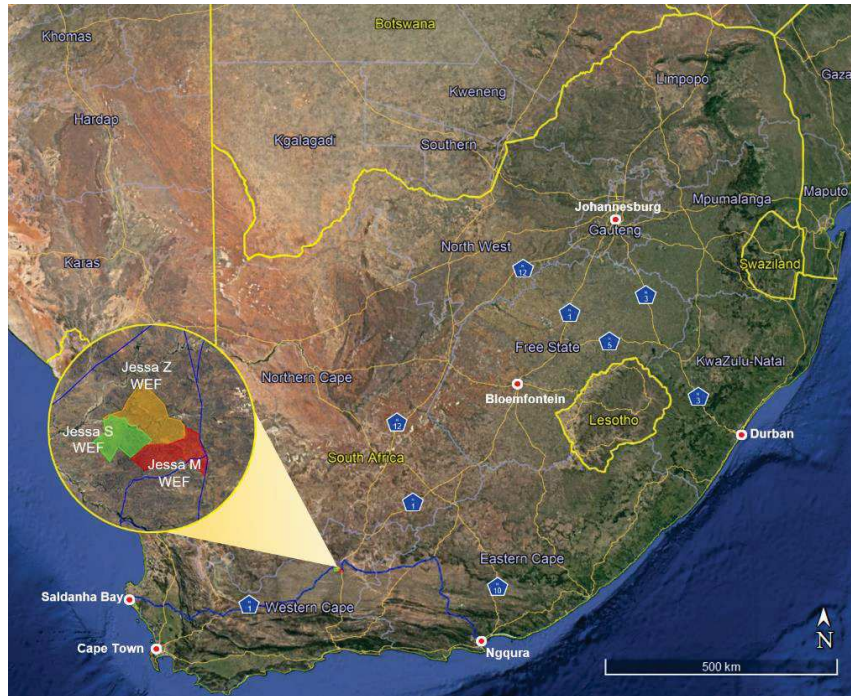 Botswana
Khomas
Limpopo
Gaza
Kweneng
Hardap
Kgalagadi
Southern
Mpumalanga
Maputo
Johannesburg
Gauteng
North West
Karas
Swaziland
N
12
N
3
N
1
N
5
Free State
KwaZulu-Natal
Northern Cape
Jessa Z
WEF
Bloemfontein
N
3
Lesotho
N
12
Jessa S
WEF
Durban
Jessa M
WEF
South Africa
N
1
Eastern Cape
N
10
Saldanha Bay
N
1
Western Cape
Cape Town
Ngqura
N
500 km